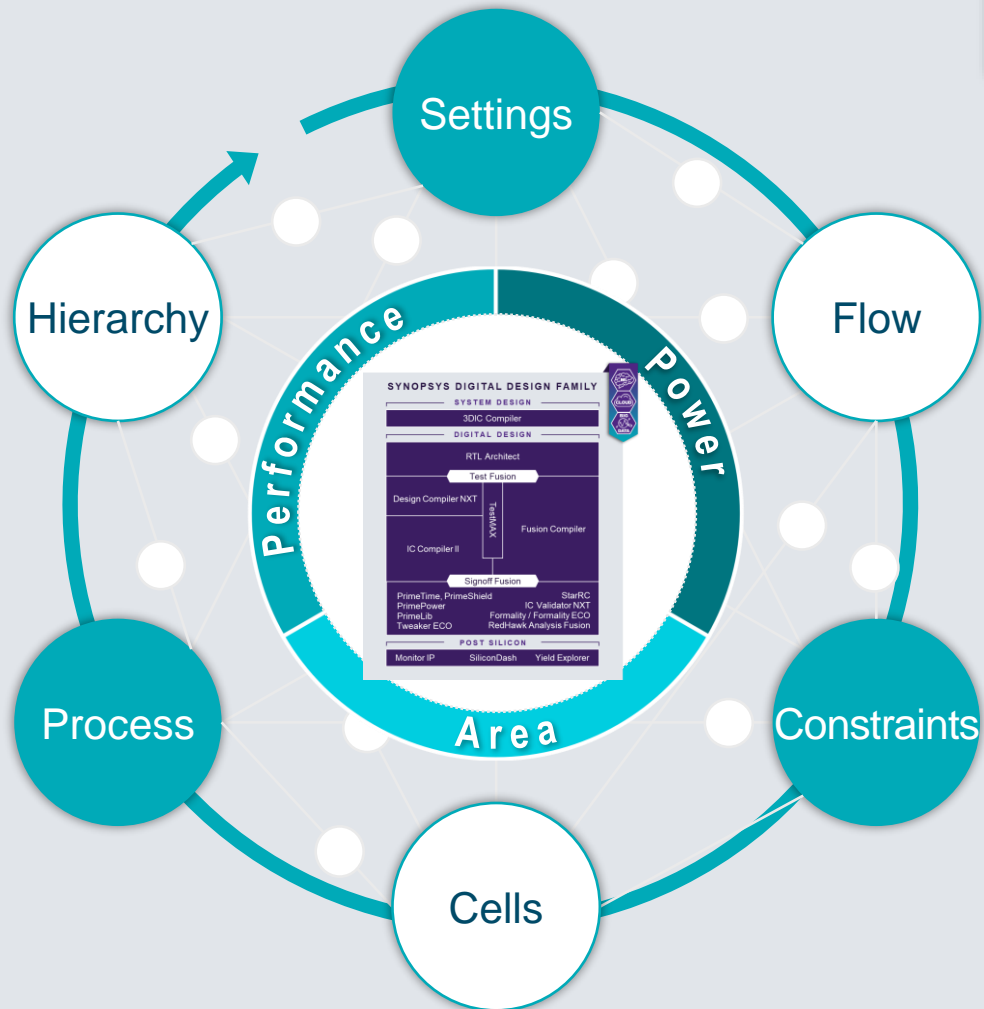 Settings
Hierarchy
Flow
Performance
Power
SYNOPSYS DIGITAL DESIGN FAMILY
SYSTEM DESIGN
3DIC Compiler
DIGITAL DESIGN
RTL Architect
Test Fusion
Design Compiler NXT
TestMAX
Fusion Compiler
IC Compiler II
Signoff Fusion
PrimeTime, PrimeShield
StarRC
PrimePower
IC Validator NXT
PrimeLib
Formality / Formality ECO
Tweaker ECO
RedHawk Analysis Fusion
POST SILICON
Monitor IP
SiliconDash
Yield Explorer
CLOUD
Process
Constraints
Area
Cells